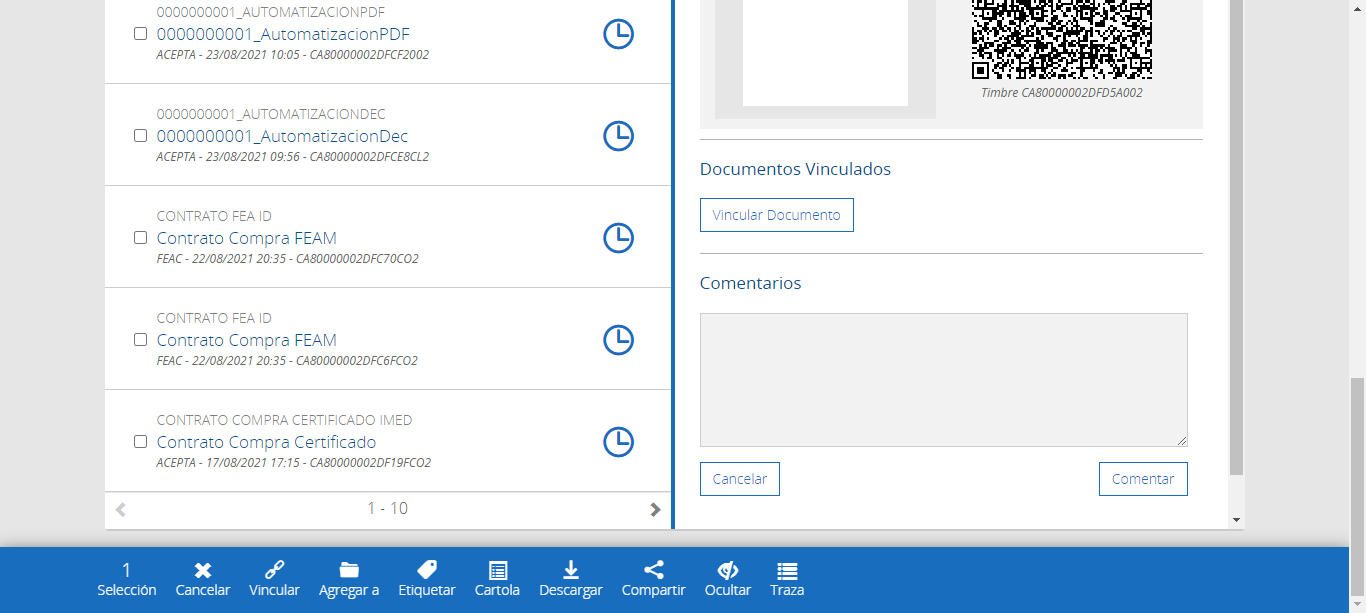 0000000001_AUTOMATIZACIONPDF
0000000001_AutomatizacionPDF
ACEPTA - 23/08/2021 10:05 - CA80000002DFCF2002
0000000001_AUTOMATIZACIONDEC
0000000001_AutomatizacionDec
ACEPTA - 23/08/2021 09:56 - CA80000002DFCE8CL2
CONTRATO FEA ID
Contrato Compra FEAM
FEAC - 22/08/2021 20:35 - CA80000002DFC70CO2
CONTRATO FEA ID
Contrato Compra FEAM
FEAC - 22/08/2021 20:35 - CA80000002DFC6FCO2
CONTRATO COMPRA CERTIFICADO IMED
Contrato Compra Certificado
ACEPTA - 17/08/2021 17:15 - CA80000002DF19FCO2
1 - 10
Timbre CA80000002DFD5A002
Documentos Vinculados
Vincular Documento
Comentarios
Cancelar
Comentar
1
Selección
Cancelar
Vincular
Agregar a
Etiquetar
Cartola
Descargar
Compartir
Ocultar
Traza